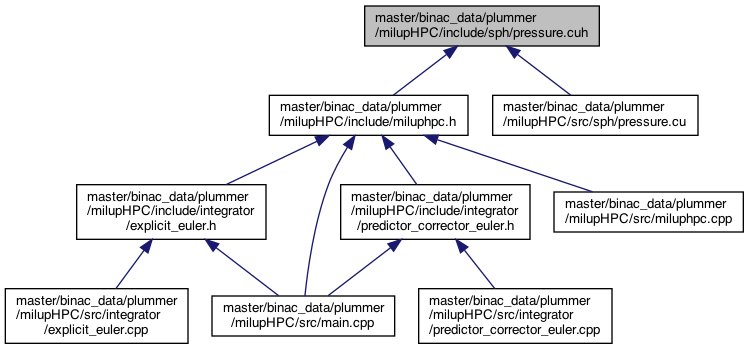 master/binac_data/plummer
/milupHPC/include/sph/pressure.cuh
master/binac_data/plummer
/milupHPC/include/miluphpc.h
master/binac_data/plummer
/milupHPC/src/sph/pressure.cu
master/binac_data/plummer
/milupHPC/include/integrator
/explicit_euler.h
master/binac_data/plummer
/milupHPC/include/integrator
/predictor_corrector_euler.h
master/binac_data/plummer
/milupHPC/src/miluphpc.cpp
master/binac_data/plummer
/milupHPC/src/integrator
/explicit_euler.cpp
master/binac_data/plummer
/milupHPC/src/main.cpp
master/binac_data/plummer
/milupHPC/src/integrator
/predictor_corrector_euler.cpp